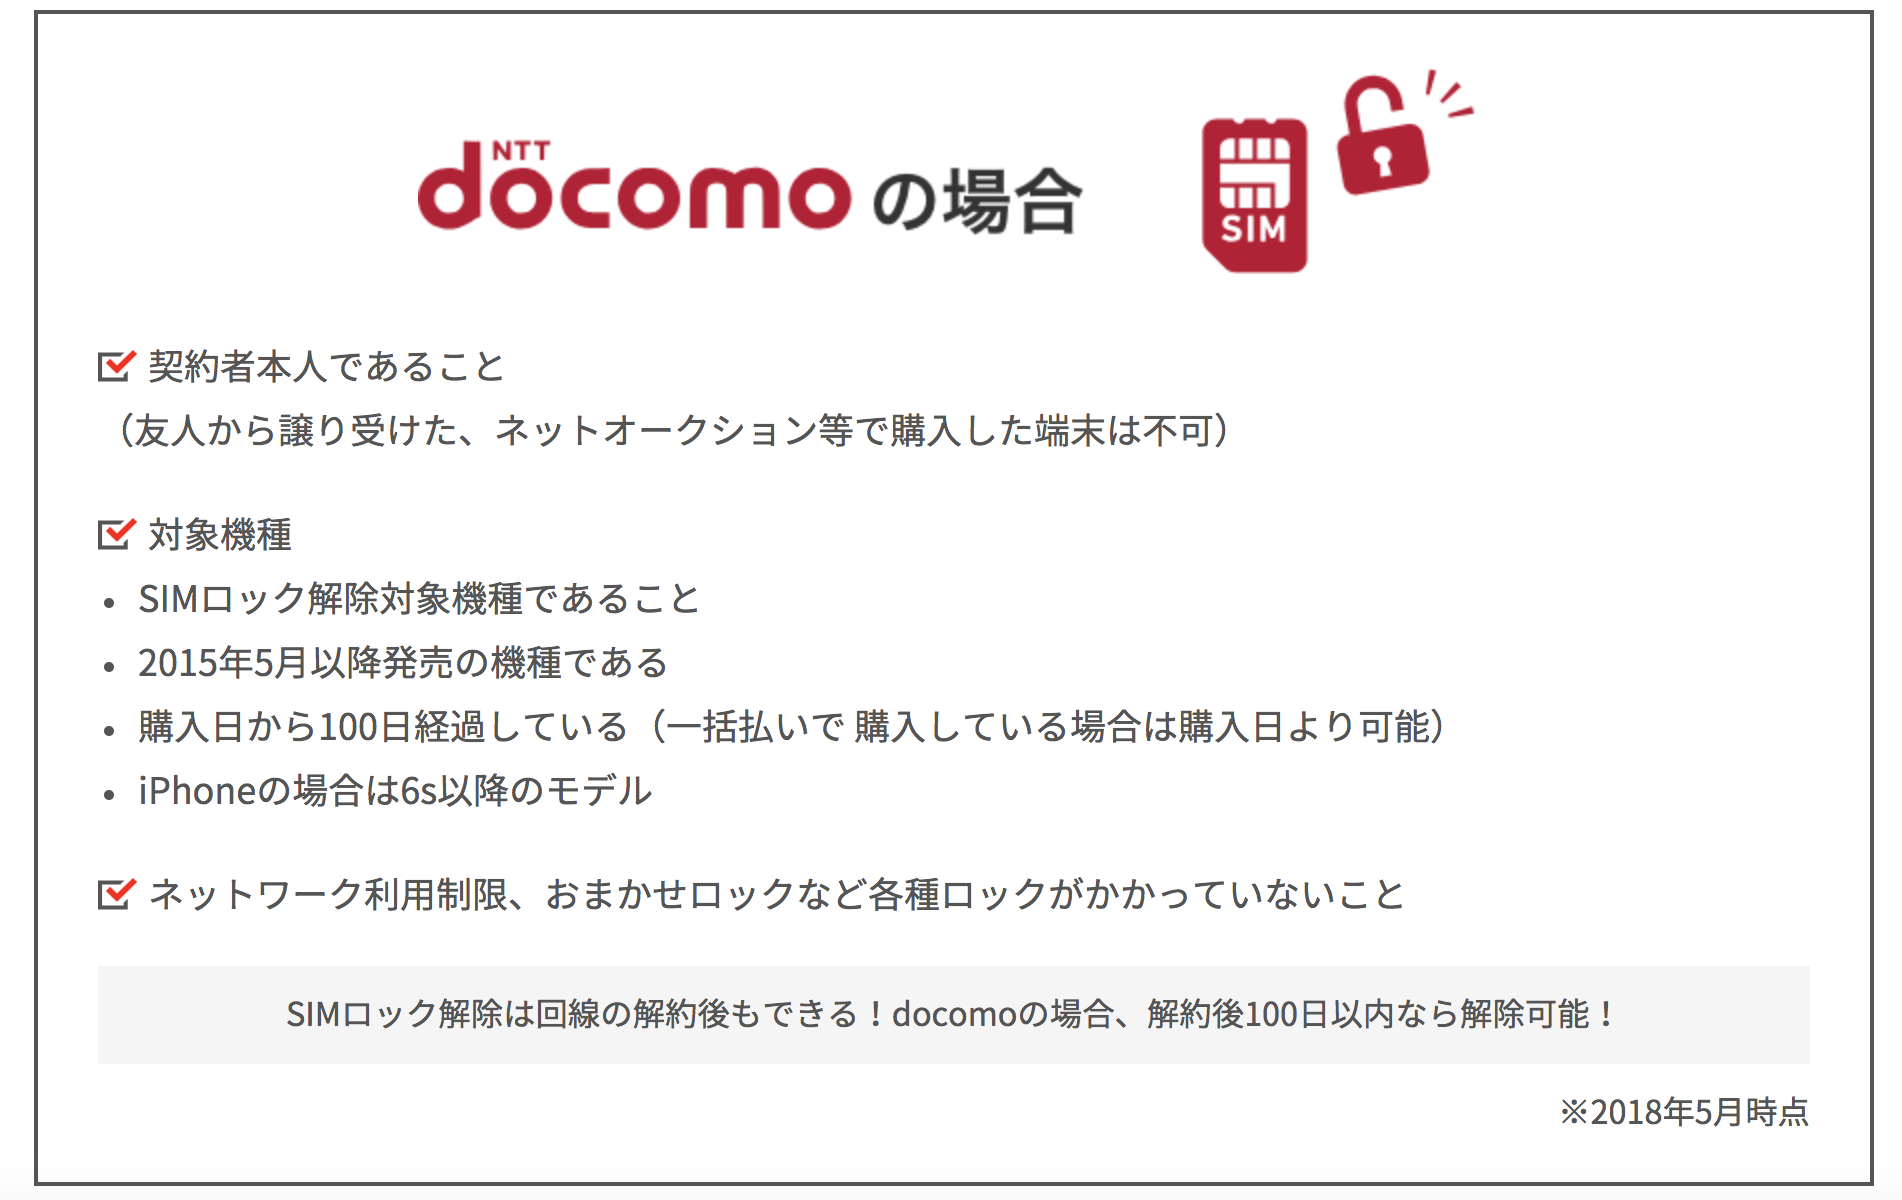 NTT
docomo の場合
SIM
契約者本人であること
（友人から譲り受けた、ネットオークション等で購入した端末は不可）
対象機種
• SIMロック解除対象機種であること
• 2015年5月以降発売の機種である
• 購入日から100日経過している（一括払いで 購入している場合は購入日より可能）
• iPhoneの場合は6s以降のモデル
ネットワーク利用制限、おまかせロックなど各種ロックがかかっていないこと
SIMロック解除は回線の解約後もできる！docomoの場合、解約後100日以内なら解除可能！
※2018年5月時点